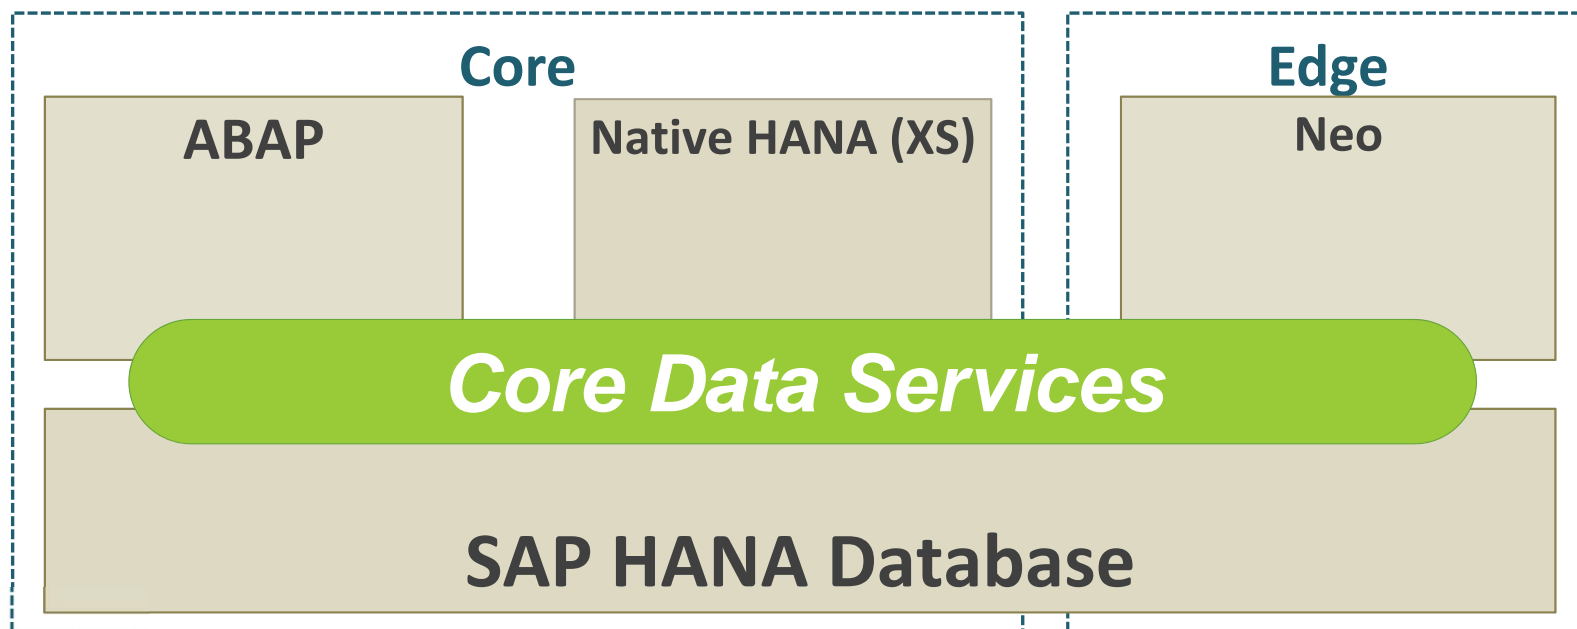 Core
Edge
ABAP
Native HANA (XS)
Neo
Core Data Services
SAP HANA Database